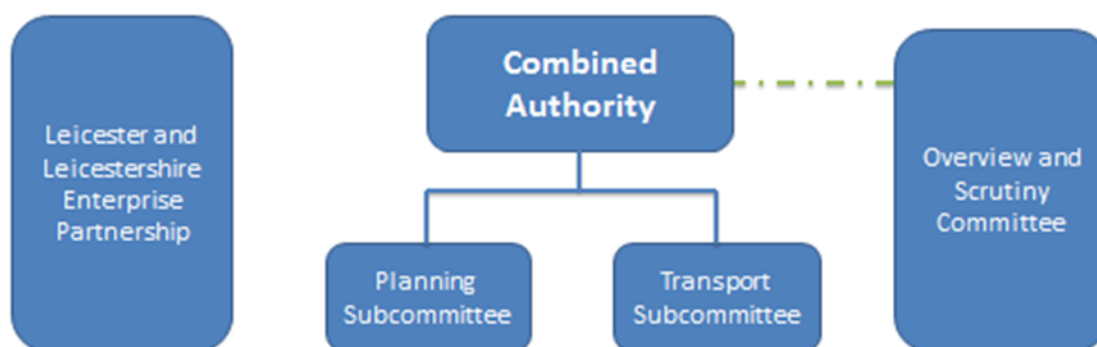 Leicester and
Leicestershire
Enterprise
Partnership
Combined
Authority
Planning
Subcommittee
Transport
Subcommittee
Overview and
Scrutiny
Committee